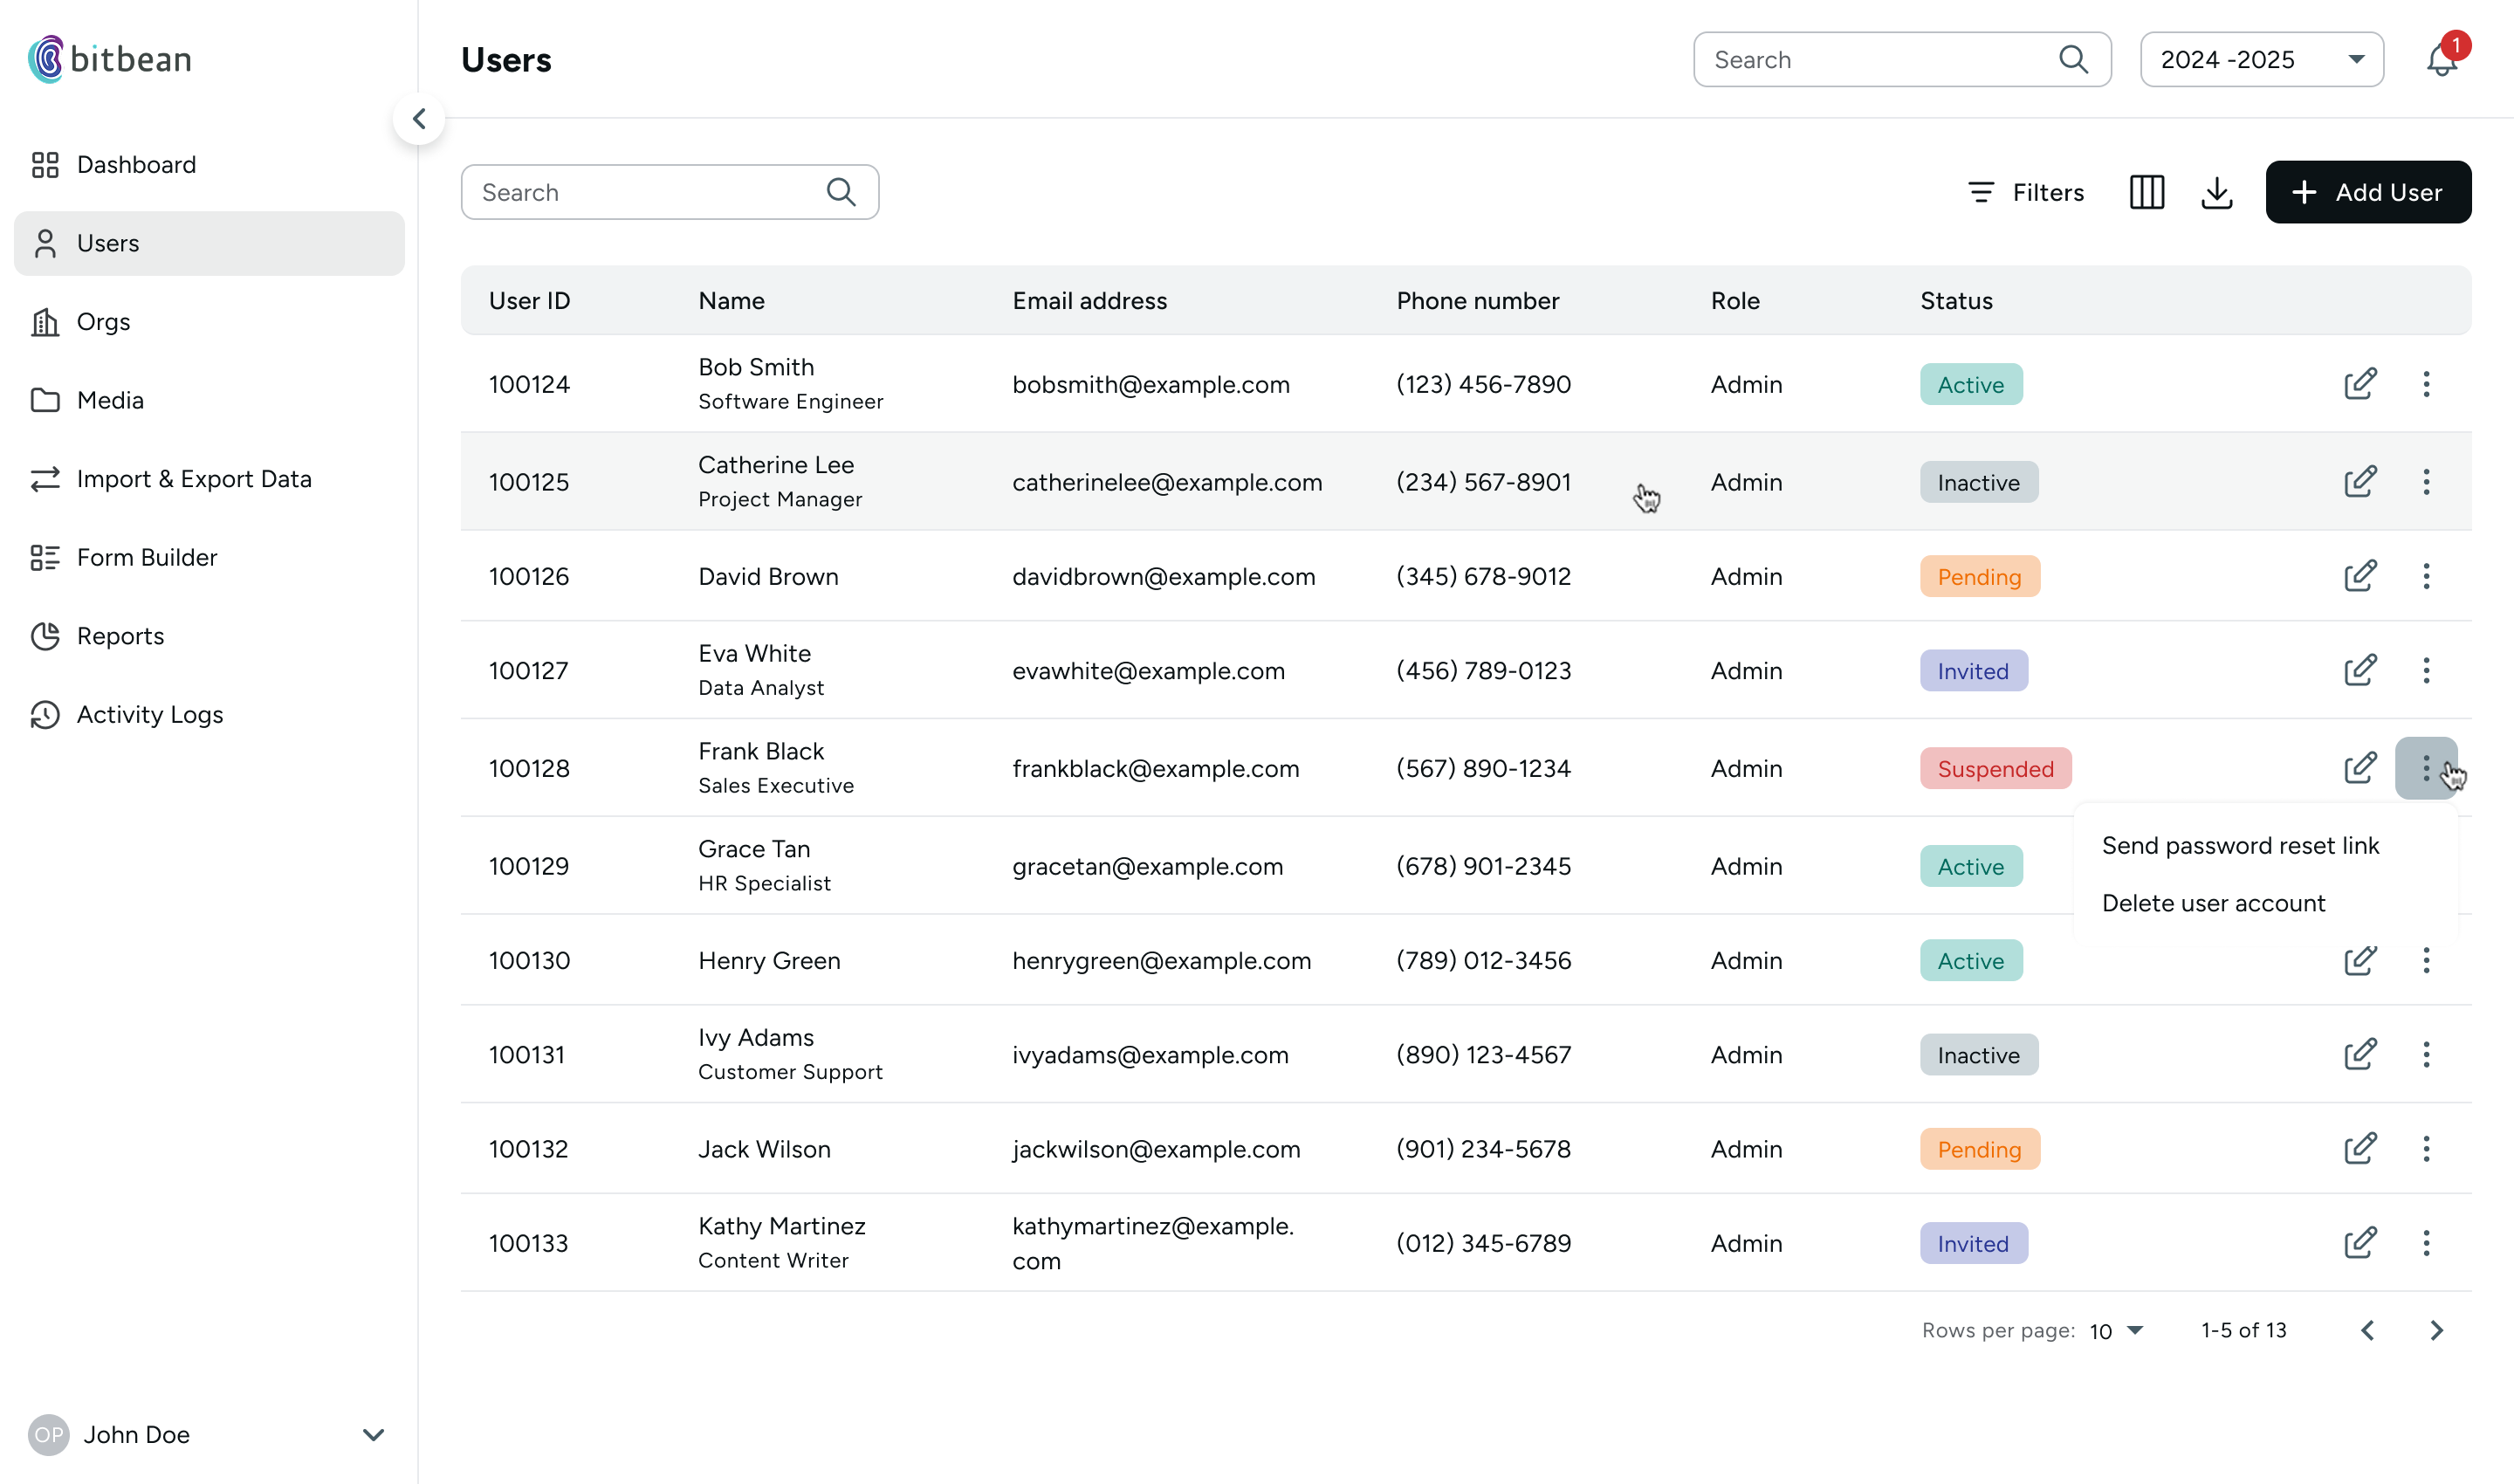 bitbean
Users
Search
2024 -2025
1
Dashboard
Users
Orgs
Media
Import & Export Data
Form Builder
Reports
Activity Logs
OP John Doe
Search
Filters
Add User
User ID Name Email address Phone number Role Status
100124 Bob Smith bobsmith@example.com (123) 456-7890 Admin Active
Software Engineer
100125 Catherine Lee catherinelee@example.com (234) 567-8901 Admin Inactive
Project Manager
100126 David Brown davidbrown@example.com (345) 678-9012 Admin Pending
100127 Eva White evawhite@example.com (456) 789-0123 Admin Invited
Data Analyst
100128 Frank Black frankblack@example.com (567) 890-1234 Admin Suspended
Sales Executive
Send password reset link
Delete user account
100129 Grace Tan gracetan@example.com (678) 901-2345 Admin Active
HR Specialist
100130 Henry Green henrygreen@example.com (789) 012-3456 Admin Active
100131 Ivy Adams ivyadams@example.com (890) 123-4567 Admin Inactive
Customer Support
100132 Jack Wilson jackwilson@example.com (901) 234-5678 Admin Pending
100133 Kathy Martinez kathymartinez@example. (012) 345-6789 Admin Invited
Content Writer com
Rows per page: 10 1-5 of 13